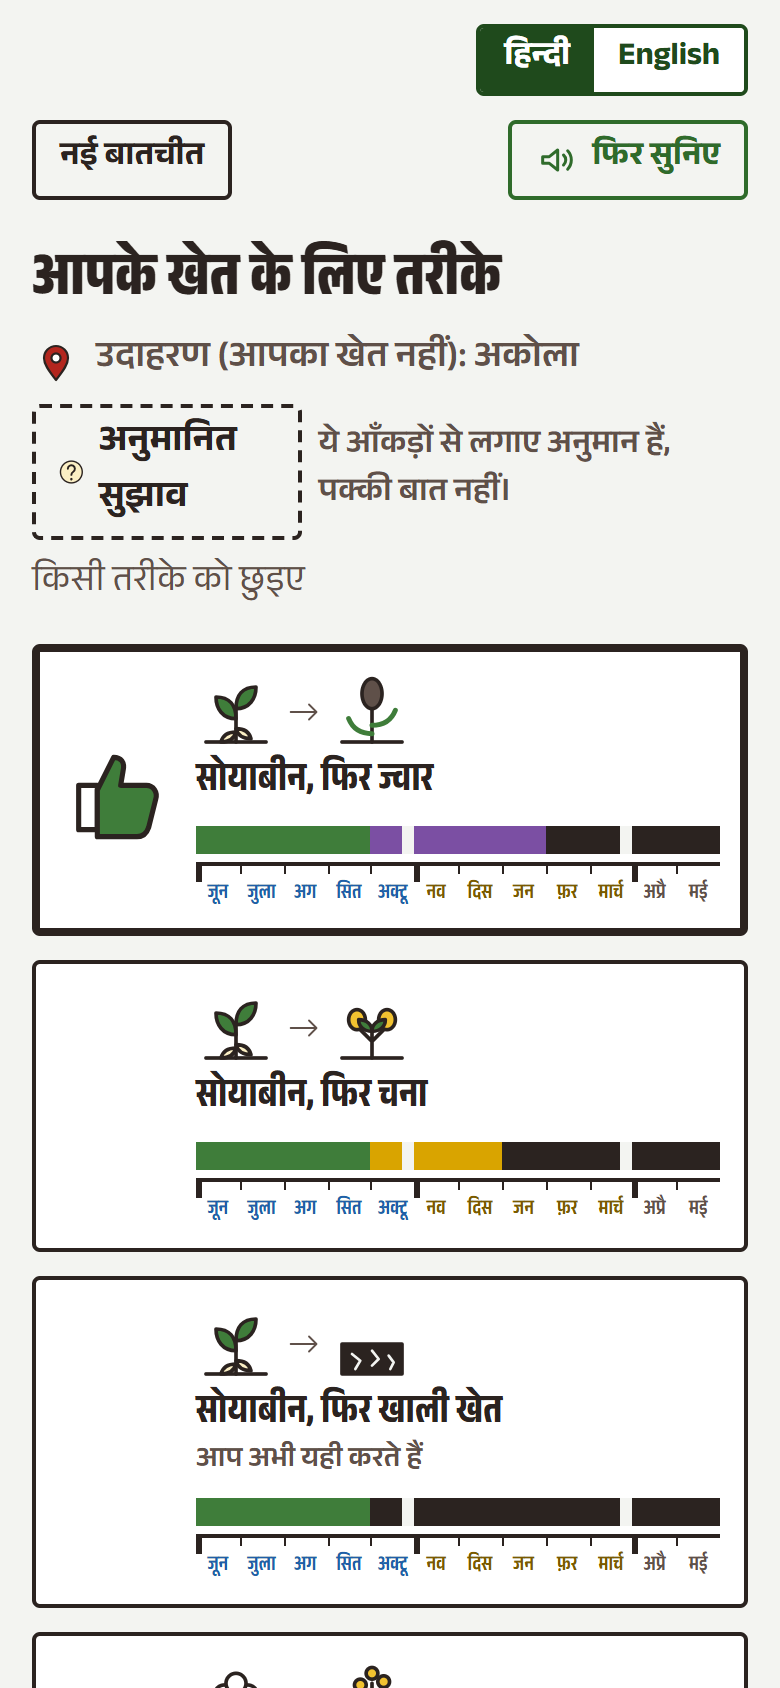 हिन्दी English
नई बातचीत
फिर सुनिए
आपके खेत के लिए तरीके
उदाहरण (आपका खेत नहीं): अकोला
? अनुमानित
सुझाव
ये आँकड़ों से लगाए अनुमान हैं,
पक्की बात नहीं।
किसी तरीके को छुइए
सोयाबीन, फिर ज्वार
जून जुला अग सित अक्टू नव दिस जन फ़र मार्च अप्रै मई
सोयाबीन, फिर चना
जून जुला अग सित अक्टू नव दिस जन फ़र मार्च अप्रै मई
सोयाबीन, फिर खाली खेत
आप अभी यही करते हैं
जून जुला अग सित अक्टू नव दिस जन फ़र मार्च अप्रै मई